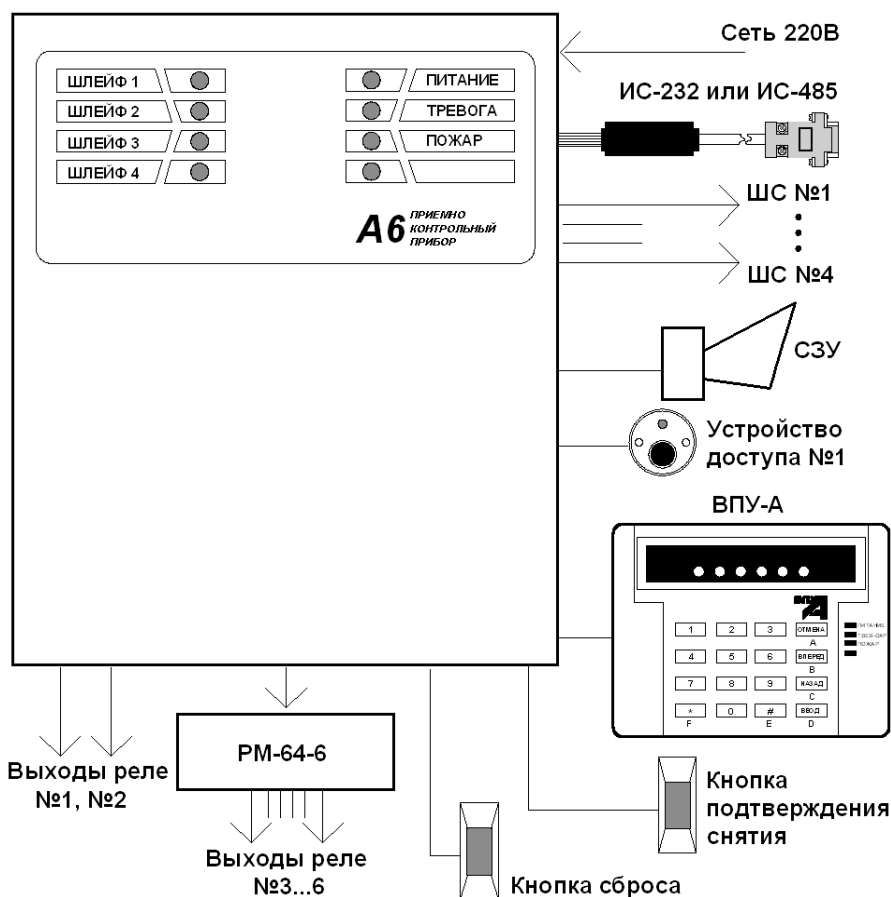 Сеть 220В
ШЛЕЙФ 1
ПИТАНИЕ
ИС-232 или ИС-485
ШЛЕЙФ 2
ТРЕВОГА
ШЛЕЙФ 3
ПОЖАР
ШЛЕЙФ 4
ШС №1
А6 ПРИЕМНО
КОНТРОЛЬНЫЙ
ПРИБОР
ШС №4
СЗУ
Устройство
доступа №1
ВПУ-А
1 2 3 ОТМЕНА
A
ПИТАНИЕ
ПОЖАР
4 5 6 ВПЕРЕД
B
7 8 9 НАЗАД
C
* 0 # ВВОД
F E D
РМ-64-6
Выходы реле
№1, №2
Кнопка
подтверждения
снятия
Выходы реле
№3...6
Кнопка сброса